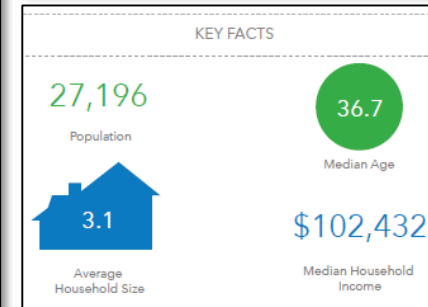 KEY FACTS
27,196
Population
36.7
Median Age
3.1
Average
Household Size
$102,432
Median Household
Income